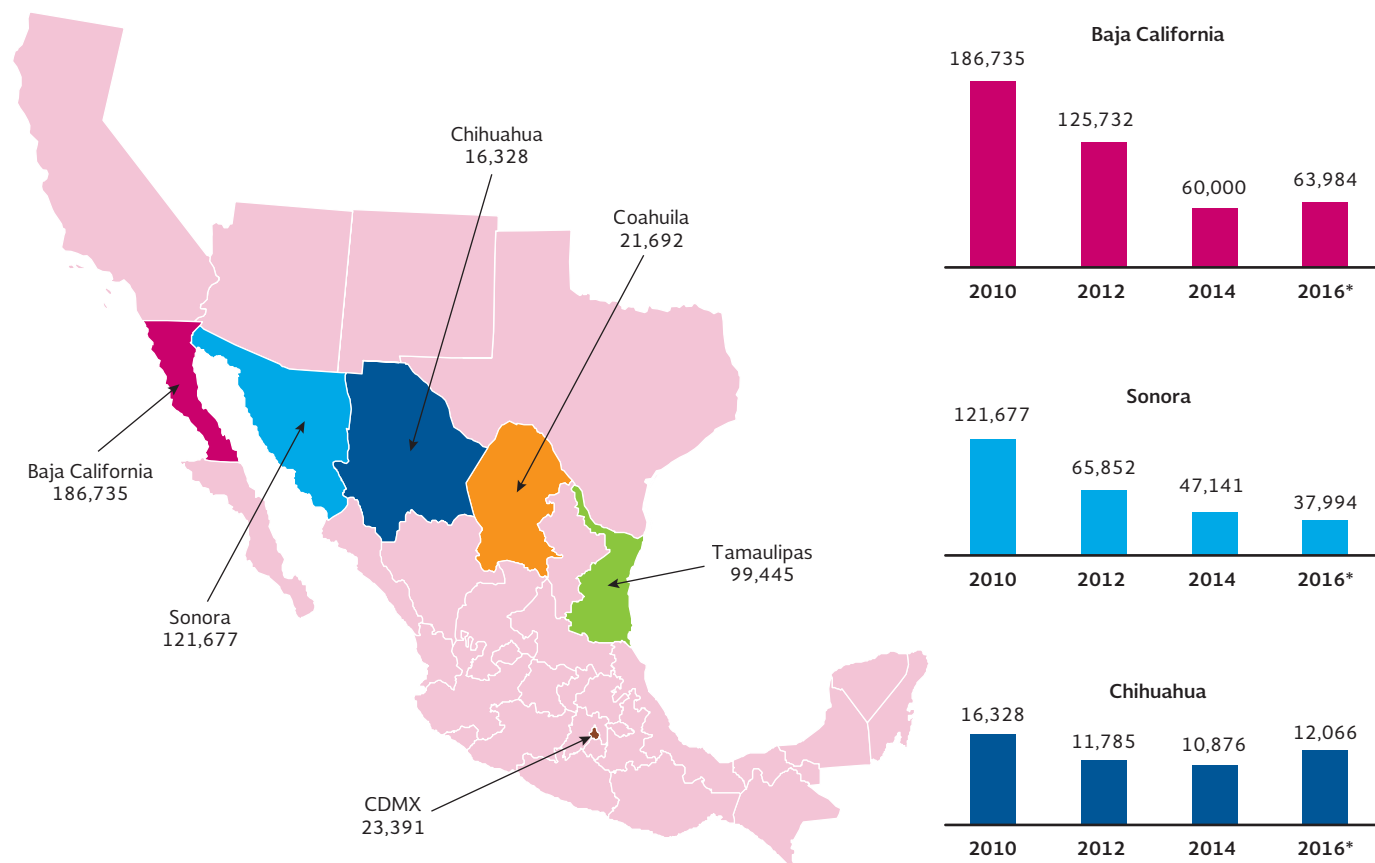 Chihuahua
16,328
Coahuila
21,692
Baja California
186,735
Tamaulipas
99,445
Sonora
121,677
CDMX
23,391
Baja California
186,735
125,732
60,000
63,984
2010 2012 2014 2016*
Sonora
121,677
65,852
47,141
37,994
2010 2012 2014 2016*
Chihuahua
16,328
11,785
10,876
12,066
2010 2012 2014 2016*